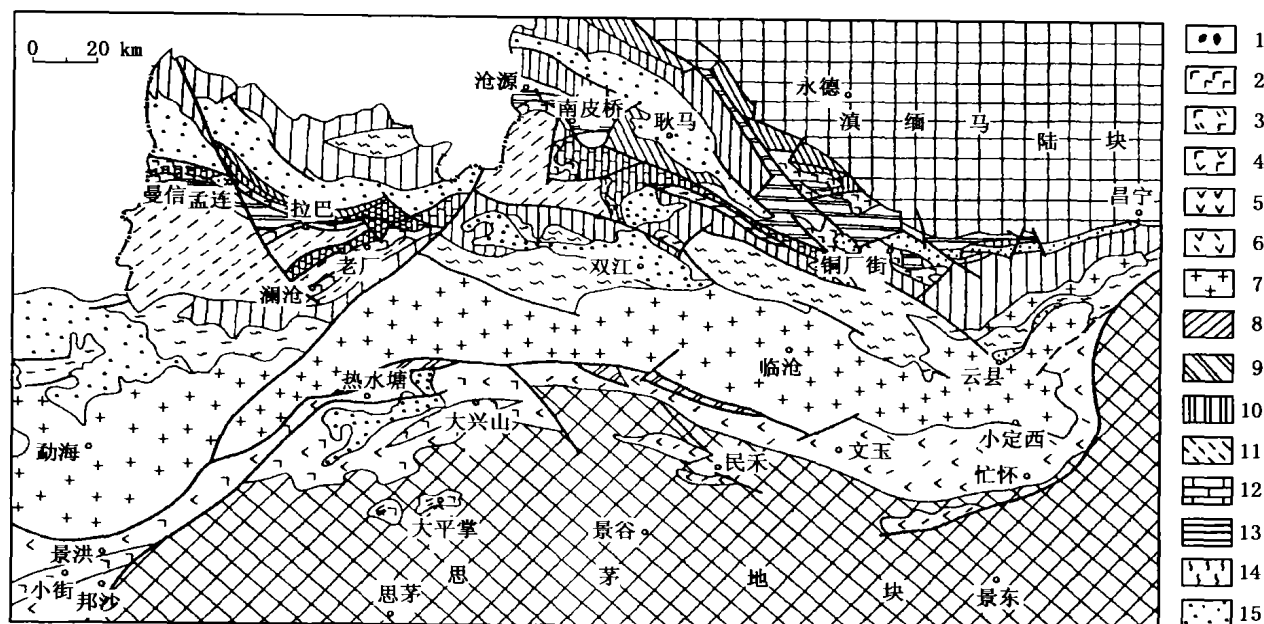 0 20 km
沧源
南皮桥
耿马
永德
滇缅马陆块
昌宁
曼信
孟连
拉巴
老厂
澜沧
双江
铜厂街
临沧
云县
热水塘
大兴山
勐海
小定西
文玉
忙怀
民禾
大平掌
景谷
景洪
小街
邦沙
思茅
思茅地块
景东
1
2
3
4
5
6
7
8
9
10
11
12
13
14
15